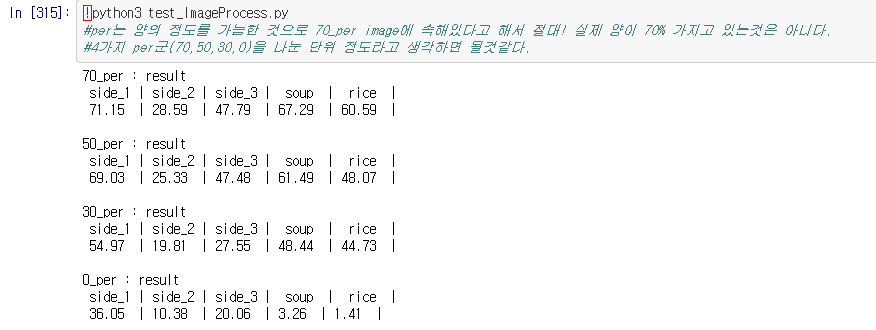 In [315]: !python3 test_ImageProcess.py
#per는 양의 정도를 가늠한 것으로 70_per image에 속해있다고 해서 절대! 실제 양이 70% 가지고 있는것은 아니다.
#4가지 per군(70,50,30,0)을 나눈 단위 정도라고 생각하면 될것같다.
70_per : result
side_1 | side_2 | side_3 | soup | rice |
71.15 | 28.59 | 47.79 | 67.29 | 60.59 |
50_per : result
side_1 | side_2 | side_3 | soup | rice |
69.03 | 25.33 | 47.48 | 61.49 | 48.07 |
30_per : result
side_1 | side_2 | side_3 | soup | rice |
54.97 | 19.81 | 27.55 | 48.44 | 44.73 |
0_per : result
side_1 | side_2 | side_3 | soup | rice |
36.05 | 10.38 | 20.06 | 3.26 | 1.41 |